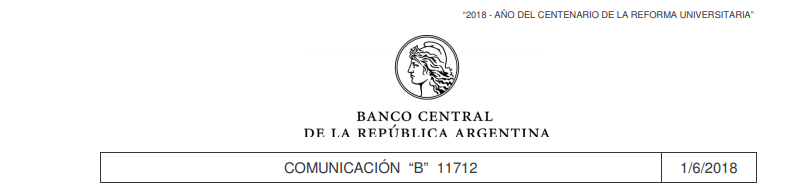 "2018 - AÑO DEL CENTENARIO DE LA REFORMA UNIVERSITARIA"
BANCO CENTRAL
DE LA REPÚBLICA ARGENTINA
COMUNICACIÓN “B” 11712 1/6/2018